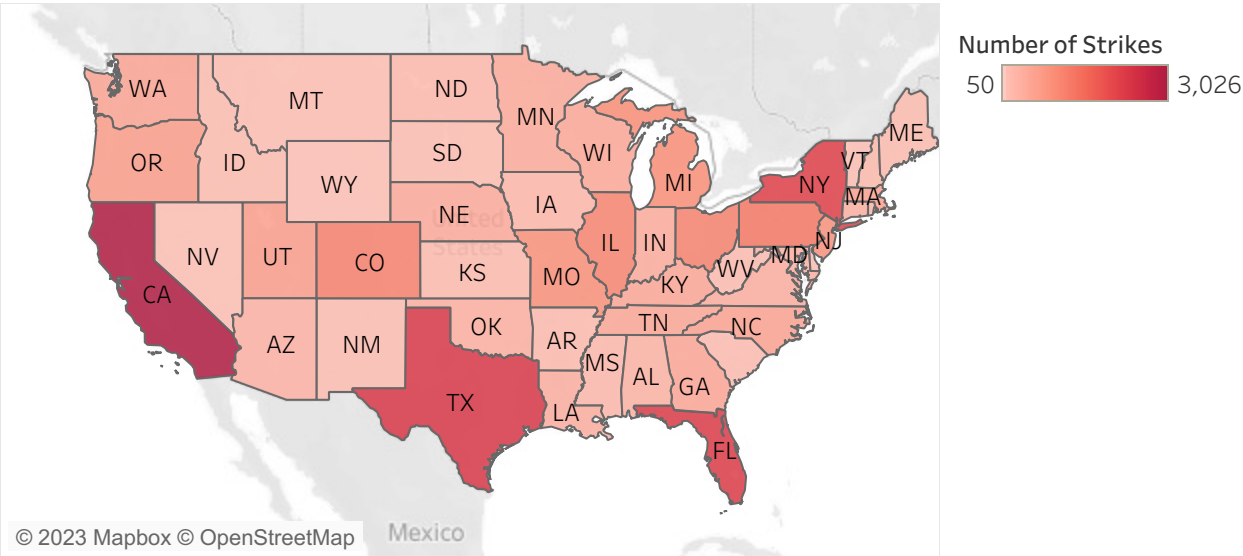 WA
MT
ND
MN
ME
OR
ID
SD
WI
VT
WY
MI
NY
MA
IA
NE
United
States
NV
UT
CO
IL
IN
NJ
MD
KS
MO
WV
KY
CA
OK
TN
NC
AZ
NM
AR
MS
AL
GA
TX
LA
FL
Mexico
© 2023 Mapbox © OpenStreetMap
Number of Strikes
50
3,026